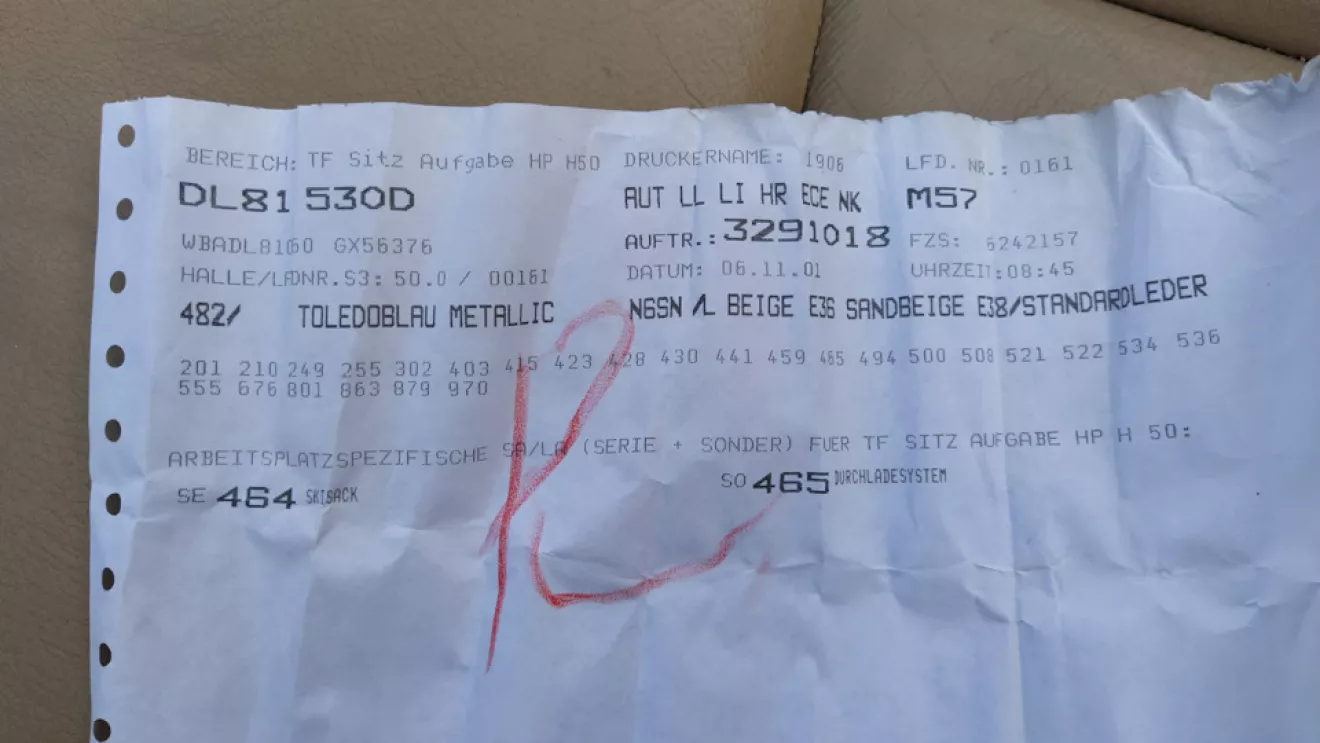 BEREICH: TF Sitz Aufgabe HP H50 DRUCKERNAME: 1906 LFD. NR.: 0161
DL81 530D AUT LL LI HR ECE NK M57
WBADL81060 GX56376 AUFTR.: 3291018 FZS: 6242157
HALLE/LFDNR.S3: 50.0 / 00161 DATUM: 06.11.01 UHRZEIT: 08:45
482/ TOLEDOBLAU METALLIC N6SN /L BEIGE E36 SANDBEIGE E38/STANDARDLEDER
201 210 249 255 302 403 415 423 428 430 441 459 465 494 500 508 521 522 534 536
555 676 801 863 879 970
ARBEITSPLATZSPEZIFISCHE SA/LA (SERIE + SONDER) FUER TF SITZ AUFGABE HP H 50:
SE 464 SKISACK SO 465 DURCHLADESYSTEM